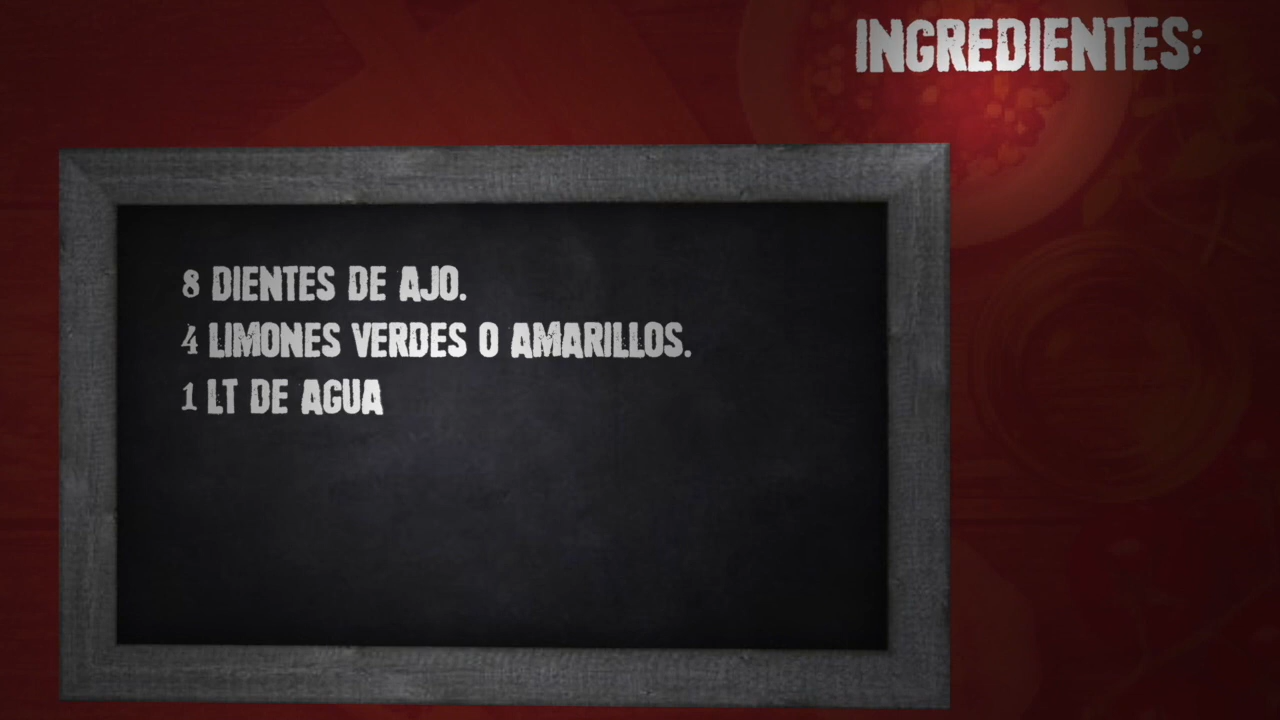 INGREDIENTES:
8 DIENTES DE AJO.
4 LIMONES VERDES O AMARILLOS.
1 LT DE AGUA